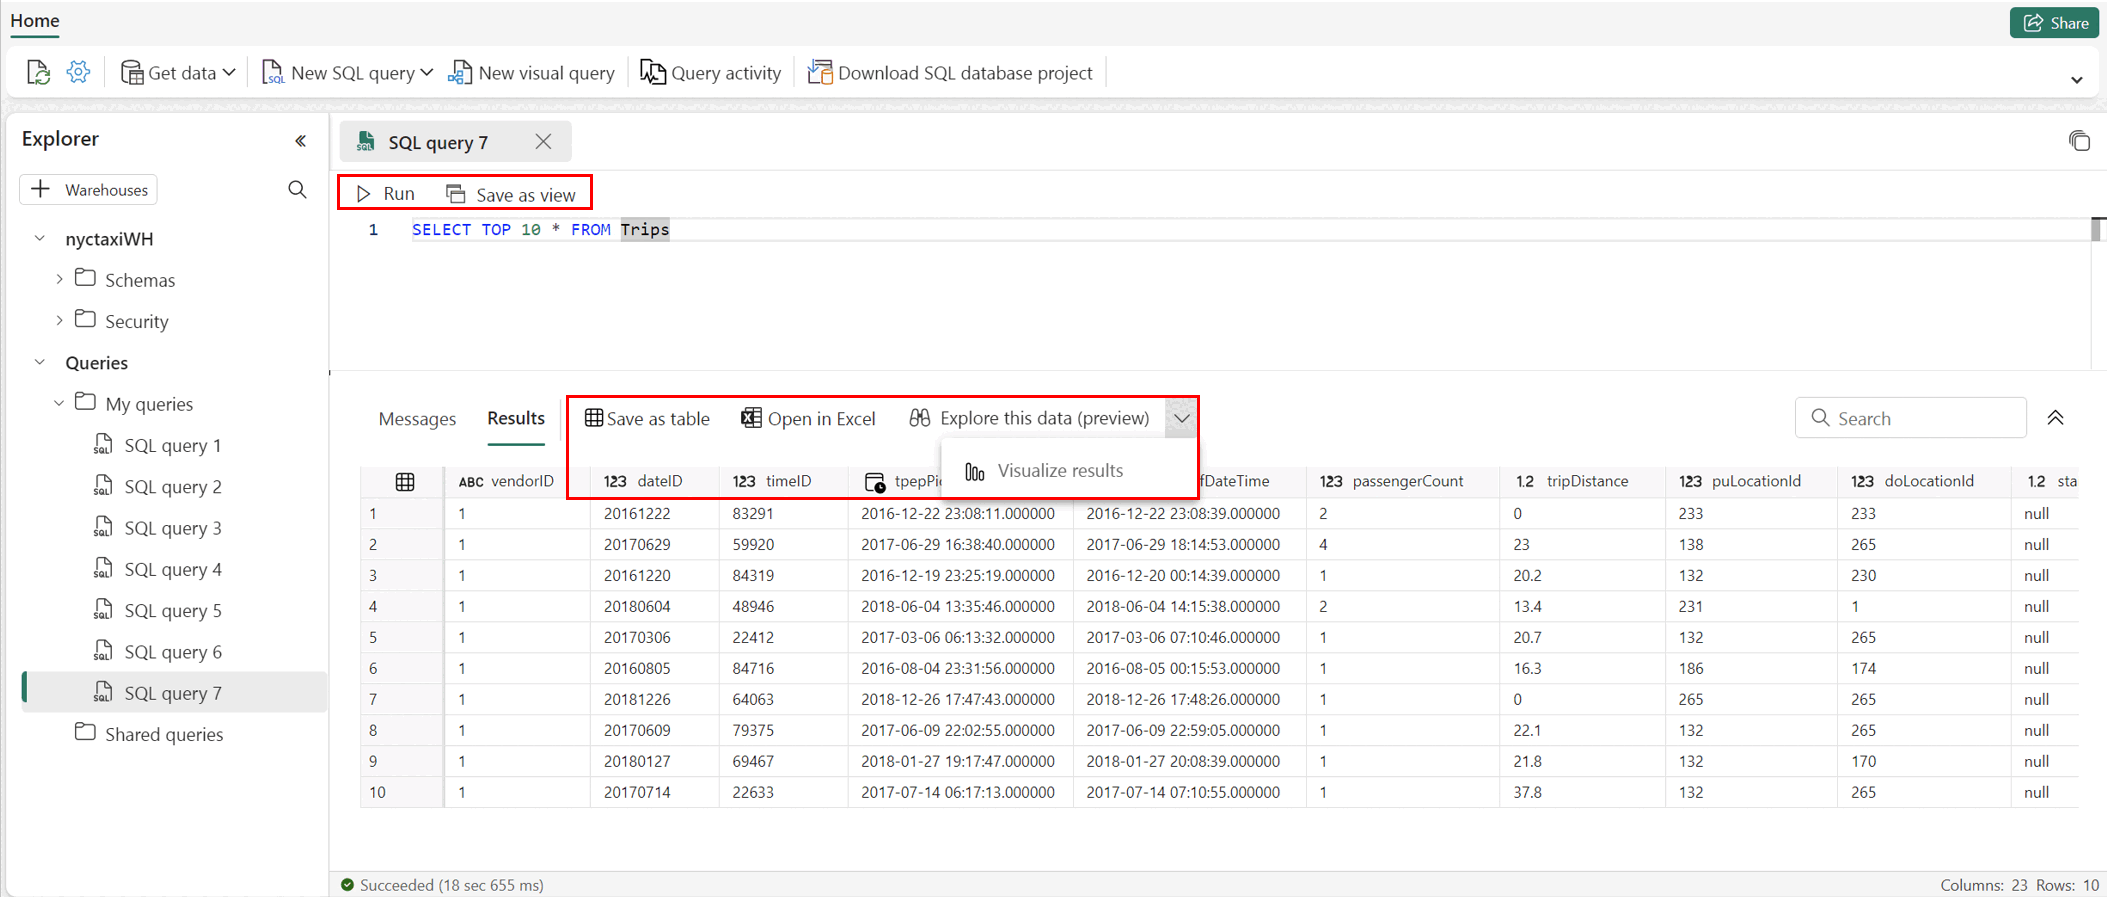 Home
Share
Get data
New SQL query
New visual query
Query activity
Download SQL database project
Explorer
Warehouses
nyctaxiWH
Schemas
Security
Queries
My queries
SQL query 1
SQL query 2
SQL query 3
SQL query 4
SQL query 5
SQL query 6
SQL query 7
Shared queries
SQL query 7
Run Save as view
1 SELECT TOP 10 * FROM Trips
Messages Results Save as table Open in Excel Explore this data (preview) Search
Visualize results
ABC vendorID 123 dateID 123 timeID tpepPi fDateTime 123 passengerCount 1.2 tripDistance 123 puLocationId 123 doLocationId 1.2 sta
1 1 20161222 83291 2016-12-22 23:08:11.000000 2016-12-22 23:08:39.000000 2 0 233 233 null
2 1 20170629 59920 2017-06-29 16:38:40.000000 2017-06-29 18:14:53.000000 4 23 138 265 null
3 1 20161220 84319 2016-12-19 23:25:19.000000 2016-12-20 00:14:39.000000 1 20.2 132 230 null
4 1 20180604 48946 2018-06-04 13:35:46.000000 2018-06-04 14:15:38.000000 2 13.4 231 1 null
5 1 20170306 22412 2017-03-06 06:13:32.000000 2017-03-06 07:10:46.000000 1 20.7 132 265 null
6 1 20160805 84716 2016-08-04 23:31:56.000000 2016-08-05 00:15:53.000000 1 16.3 186 174 null
7 1 20181226 64063 2018-12-26 17:47:43.000000 2018-12-26 17:48:26.000000 1 0 265 265 null
8 1 20170609 79375 2017-06-09 22:02:55.000000 2017-06-09 22:59:05.000000 1 22.1 132 265 null
9 1 20180127 69467 2018-01-27 19:17:47.000000 2018-01-27 20:08:39.000000 1 21.8 132 170 null
10 1 20170714 22633 2017-07-14 06:17:13.000000 2017-07-14 07:10:55.000000 1 37.8 132 265 null
Succeeded (18 sec 655 ms)
Columns: 23 Rows: 10